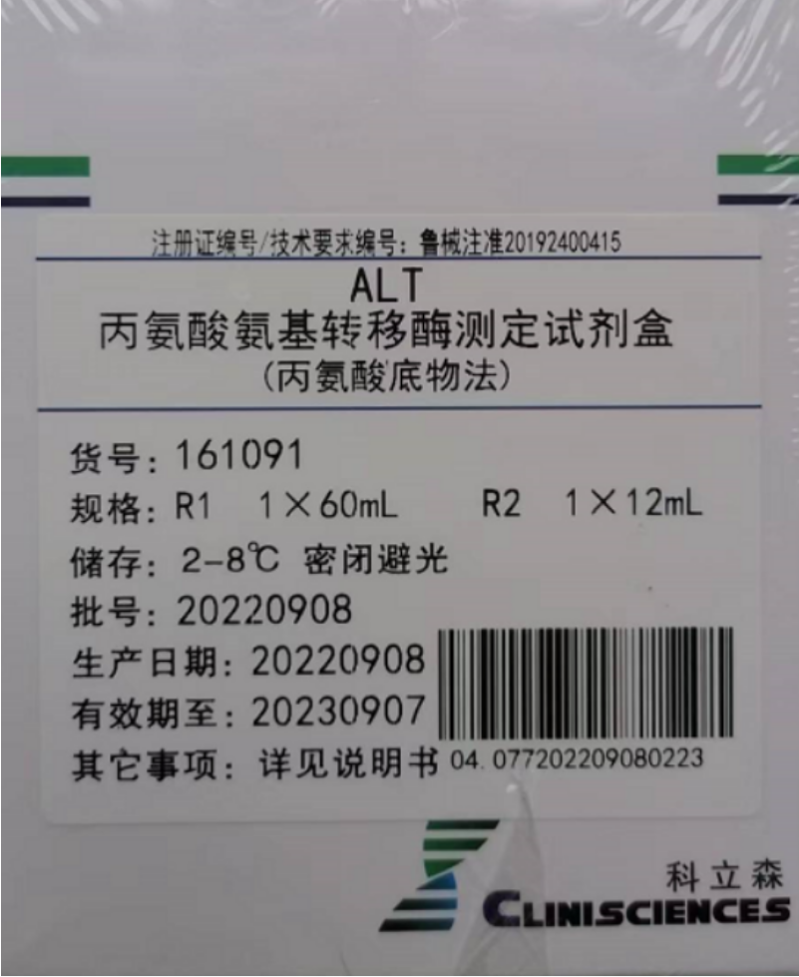 注册证编号/技术要求编号：鲁械注准20192400415
ALT
丙氨酸氨基转移酶测定试剂盒
(丙氨酸底物法)
货号：161091
规格：R1 1×60mL R2 1×12mL
储存：2-8℃ 密闭避光
批号：20220908
生产日期：20220908
有效期至：20230907
其它事项：详见说明书
04.077202209080223
科立森
CLINISCIENCES